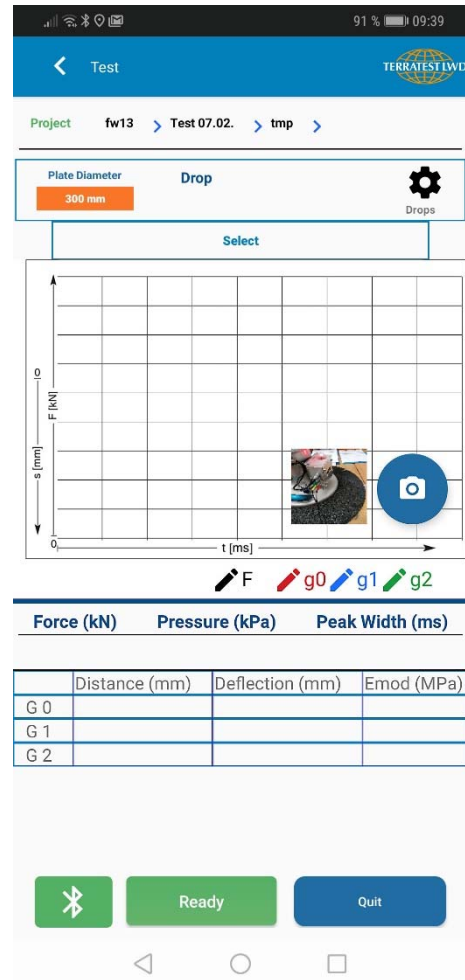 91 % 09:39
Test TERRATEST LWD
Project fw13 Test 07.02. tmp
Plate Diameter Drop
300 mm
Drops
Select
0
F [kN]
s [mm]
0
t [ms]
F g0 g1 g2
Force (kN) Pressure (kPa) Peak Width (ms)
Distance (mm) Deflection (mm) Emod (MPa)
G 0
G 1
G 2
Ready Quit